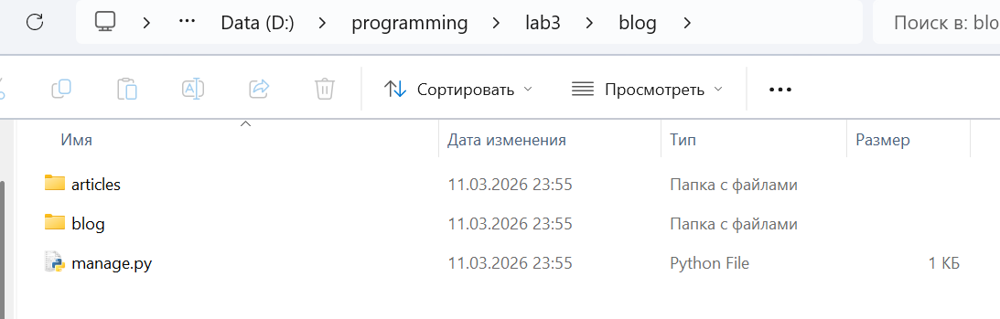 Data (D:) programming lab3 blog Поиск в: blo
Сортировать Просмотреть
Имя Дата изменения Тип Размер
articles 11.03.2026 23:55 Папка с файлами
blog 11.03.2026 23:55 Папка с файлами
manage.py 11.03.2026 23:55 Python File 1 КБ